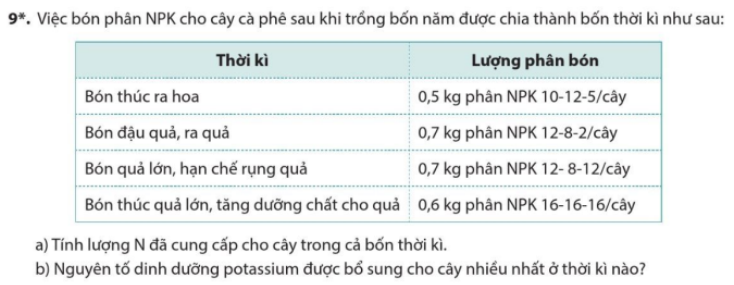 9*. Việc bón phân NPK cho cây cà phê sau khi trồng bốn năm được chia thành bốn thời kì như sau:
Thời kì Lượng phân bón
Bón thúc ra hoa 0,5 kg phân NPK 10-12-5/cây
Bón đậu quả, ra quả 0,7 kg phân NPK 12-8-2/cây
Bón quả lớn, hạn chế rụng quả 0,7 kg phân NPK 12- 8-12/cây
Bón thúc quả lớn, tăng dưỡng chất cho quả 0,6 kg phân NPK 16-16-16/cây
a) Tính lượng N đã cung cấp cho cây trong cả bốn thời kì.
b) Nguyên tố dinh dưỡng potassium được bổ sung cho cây nhiều nhất ở thời kì nào?